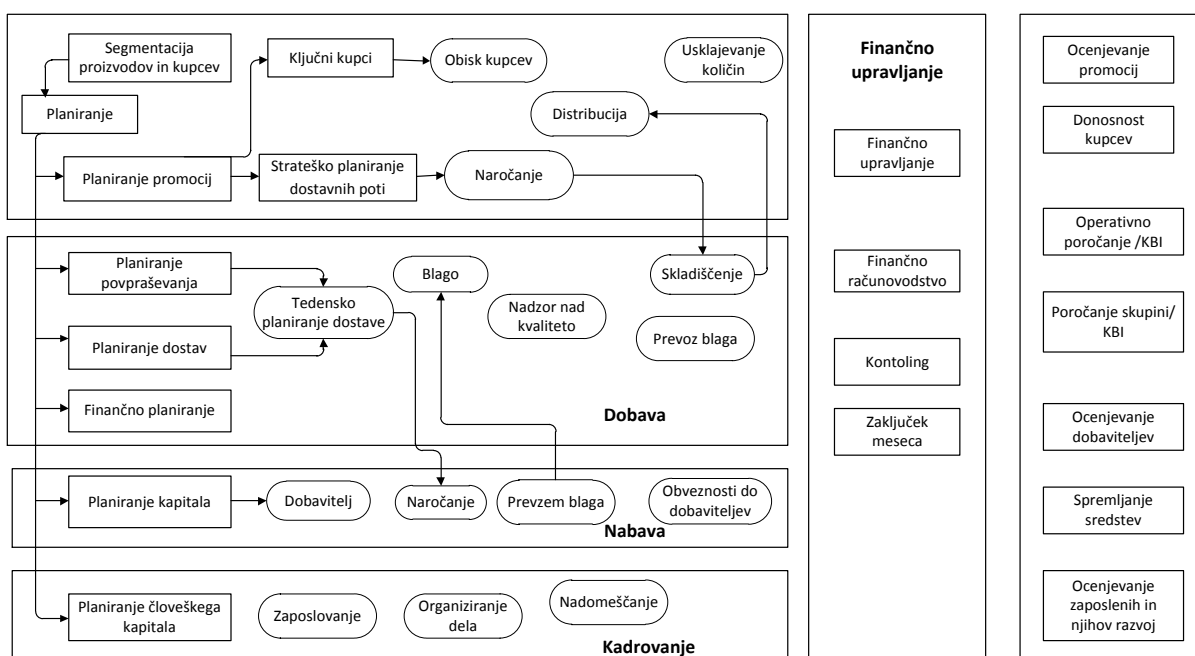 Segmentacija
proizvodov in kupcev
Ključni kupci
Obisk kupcev
Usklajevanje
količin
Planiranje
Distribucija
Planiranje promocij
Strateško planiranje
dostavnih poti
Naročanje
Planiranje
povpraševanja
Blago
Skladiščenje
Tedensko
planiranje dostave
Nadzor nad
kvaliteto
Planiranje dostav
Prevoz blaga
Finančno planiranje
Dobava
Planiranje kapitala
Dobavitelj
Naročanje
Prevzem blaga
Obveznosti do
dobaviteljev
Nabava
Planiranje človeškega
kapitala
Zaposlovanje
Organiziranje
dela
Nadomeščanje
Kadrovanje
Finančno
upravljanje
Finančno
upravljanje
Finančno
računovodstvo
Kontoling
Zaključek
meseca
Ocenjevanje
promocij
Donosnost
kupcev
Operativno
poročanje /KBI
Poročanje skupini/
KBI
Ocenjevanje
dobaviteljev
Spremljanje
sredstev
Ocenjevanje
zaposlenih in
njihov razvoj